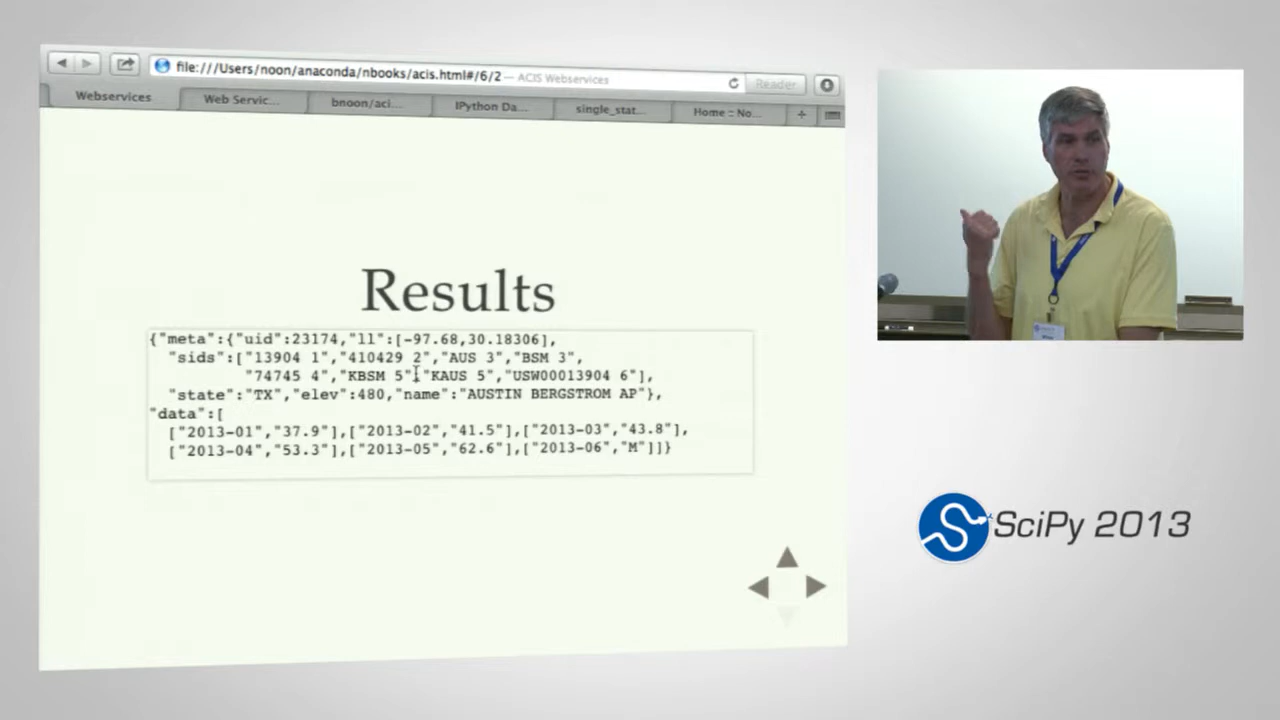 file:///Users/noon/anaconda/nbooks/acis.html#/6/2 — ACIS Webservices
Reader
Webservices
Web Servic...
bnoon/aci...
IPython Da...
single_stat...
Home :: No...
Results
{"meta":{"uid":23174,"ll":[-97.68,30.18306],
"sids":["13904 1","410429 2","AUS 3","BSM 3",
"74745 4","KBSM 5","KAUS 5","USW00013904 6"],
"state":"TX","elev":480,"name":"AUSTIN BERGSTROM AP"},
"data":[
["2013-01","37.9"],["2013-02","41.5"],["2013-03","43.8"],
["2013-04","53.3"],["2013-05","62.6"],["2013-06","M"]]}
SciPy 2013